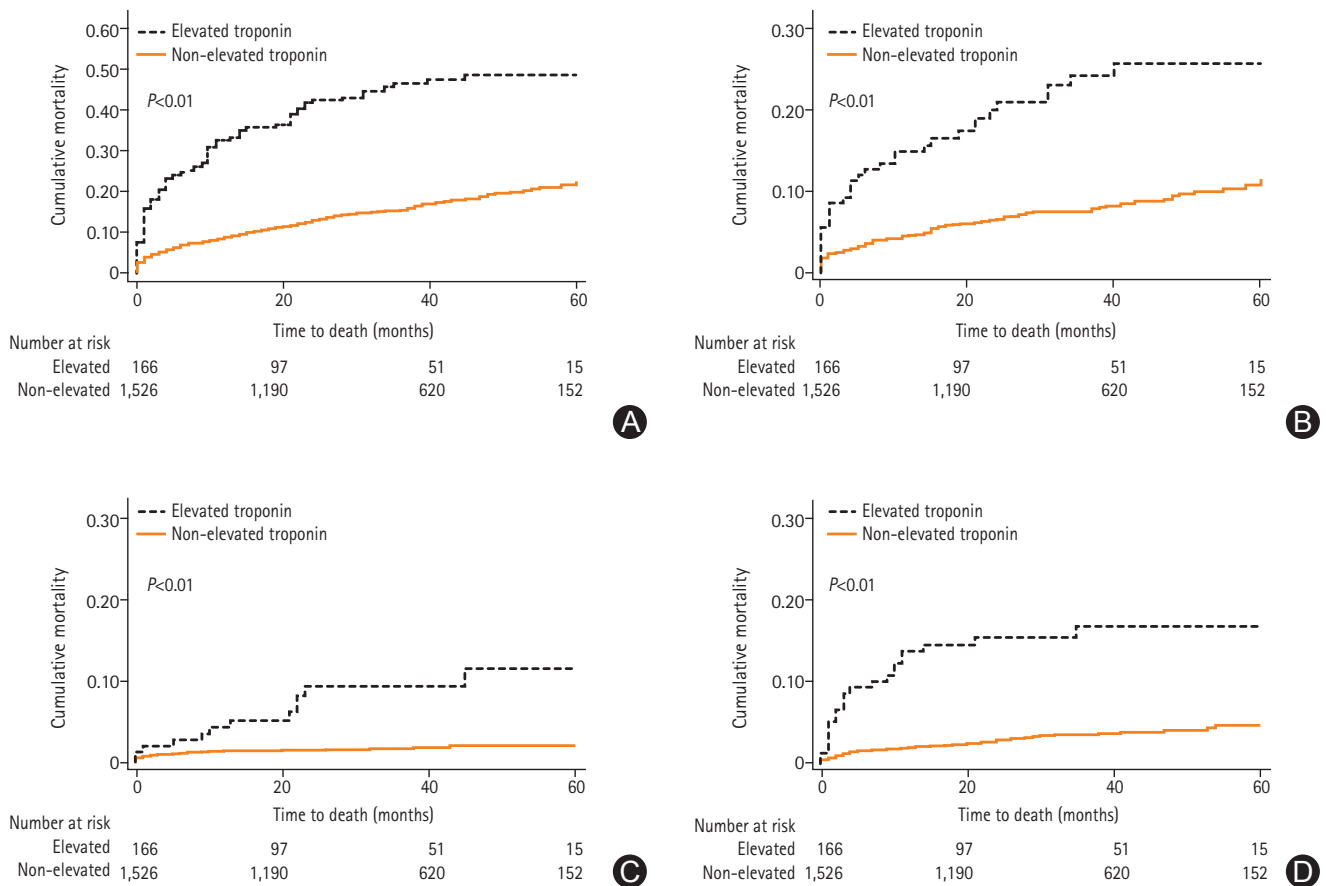 0.60
0.50
0.40
0.30
0.20
0.10
0
Cumulative mortality
Elevated troponin
Non-elevated troponin
P<0.01
0 20 40 60
Time to death (months)
Number at risk
Elevated 166 97 51 15
Non-elevated 1,526 1,190 620 152
A
0.30
0.20
0.10
0
Cumulative mortality
Elevated troponin
Non-elevated troponin
P<0.01
0 20 40 60
Time to death (months)
Number at risk
Elevated 166 97 51 15
Non-elevated 1,526 1,190 620 152
B
0.30
0.20
0.10
0
Cumulative mortality
Elevated troponin
Non-elevated troponin
P<0.01
0 20 40 60
Time to death (months)
Number at risk
Elevated 166 97 51 15
Non-elevated 1,526 1,190 620 152
C
0.30
0.20
0.10
0
Cumulative mortality
Elevated troponin
Non-elevated troponin
P<0.01
0 20 40 60
Time to death (months)
Number at risk
Elevated 166 97 51 15
Non-elevated 1,526 1,190 620 152
D